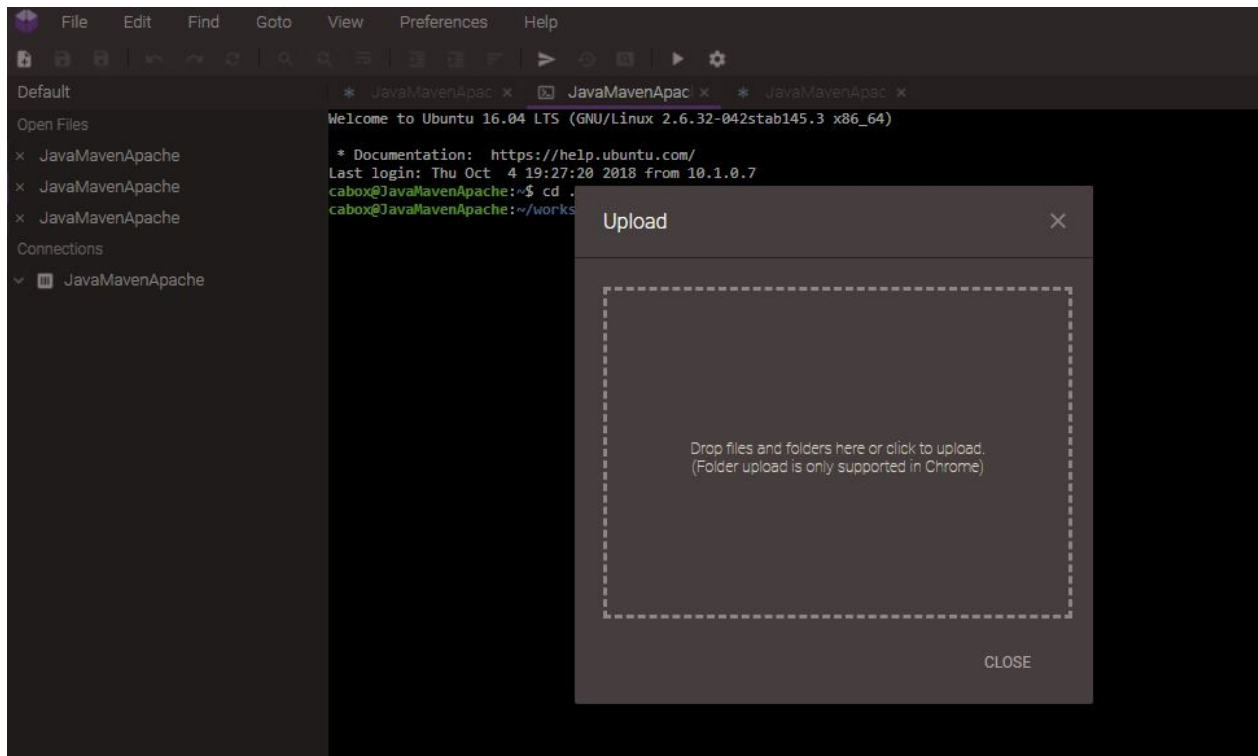 File Edit Find Goto View Preferences Help
Default
JavaMavenApac JavaMavenApac JavaMavenApac
Open Files
JavaMavenApache
JavaMavenApache
JavaMavenApache
Connections
JavaMavenApache
Welcome to Ubuntu 16.04 LTS (GNU/Linux 2.6.32-042stab145.3 x86_64)
* Documentation: https://help.ubuntu.com/
Last login: Thu Oct 4 19:27:20 2018 from 10.1.0.7
cabox@JavaMavenApache:~$ cd .
cabox@JavaMavenApache:~/works
Upload
Drop files and folders here or click to upload.
(Folder upload is only supported in Chrome)
CLOSE